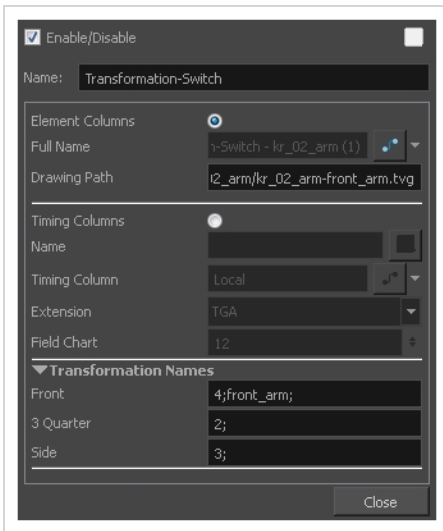 Enable/Disable
Name: Transformation-Switch
Element Columns
Full Name n-Switch - kr_02_arm (1)
Drawing Path 02_arm/kr_02_arm-front_arm.tvg
Timing Columns
Name
Timing Column Local
Extension TGA
Field Chart 12
Transformation Names
Front 4;front_arm;
3 Quarter 2;
Side 3;
Close